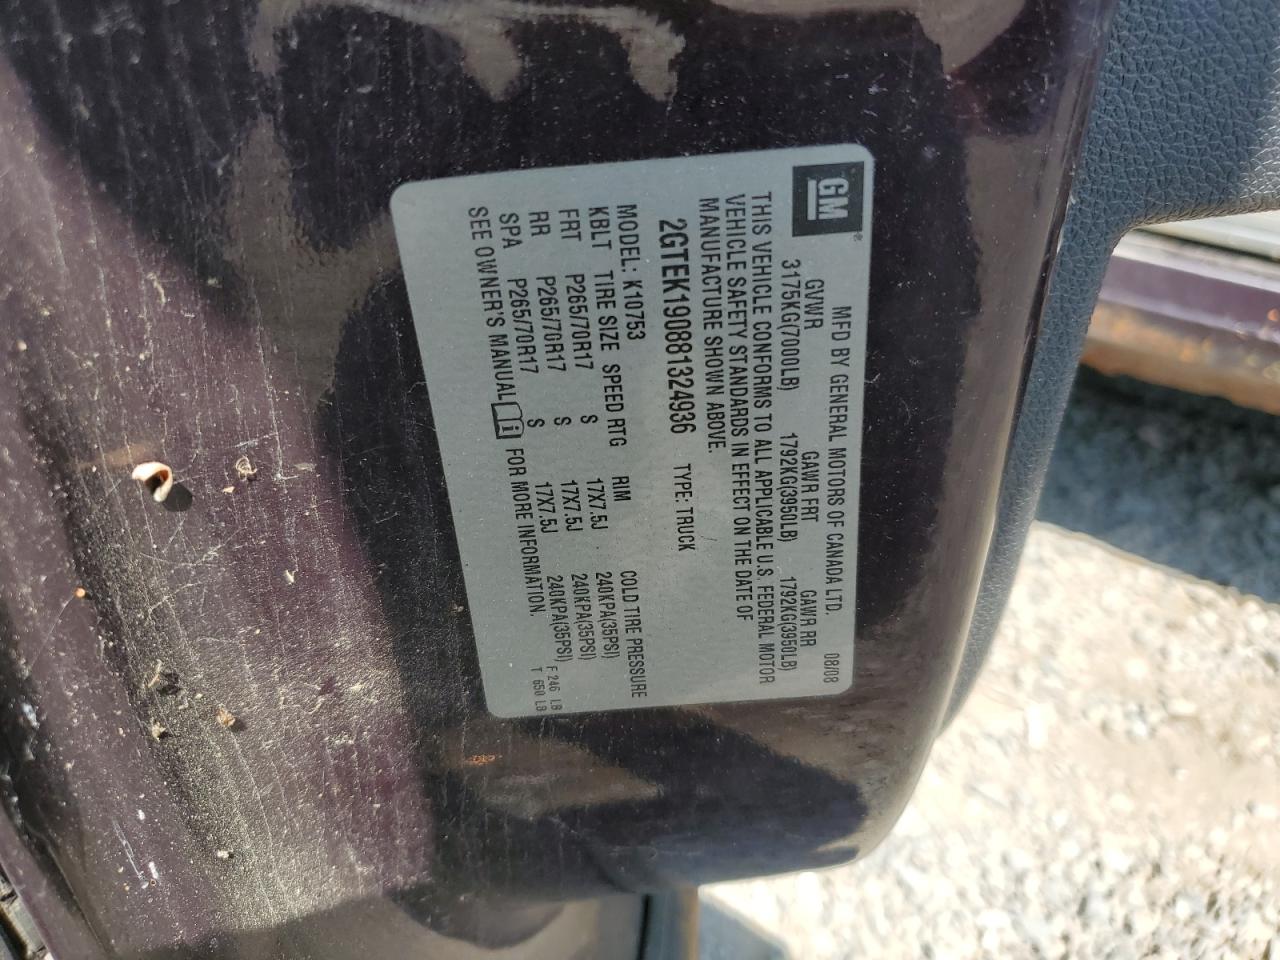 GM®
MFD BY GENERAL MOTORS OF CANADA LTD. 08/08
GVWR GAWR FRT GAWR RR
3175KG(7000LB) 1792KG(3950LB) 1792KG(3950LB)
THIS VEHICLE CONFORMS TO ALL APPLICABLE U.S. FEDERAL MOTOR
VEHICLE SAFETY STANDARDS IN EFFECT ON THE DATE OF
MANUFACTURE SHOWN ABOVE.
2GTEK190881324936 TYPE: TRUCK
MODEL: K10753
KBLT TIRE SIZE SPEED RTG RIM COLD TIRE PRESSURE
FRT P265/70R17 S 17X7.5J 240KPA(35PSI)
RR P265/70R17 S 17X7.5J 240KPA(35PSI)
SPA P265/70R17 S 17X7.5J 240KPA(35PSI)
SEE OWNER'S MANUAL i FOR MORE INFORMATION.
F 246 LB
T 650 LB